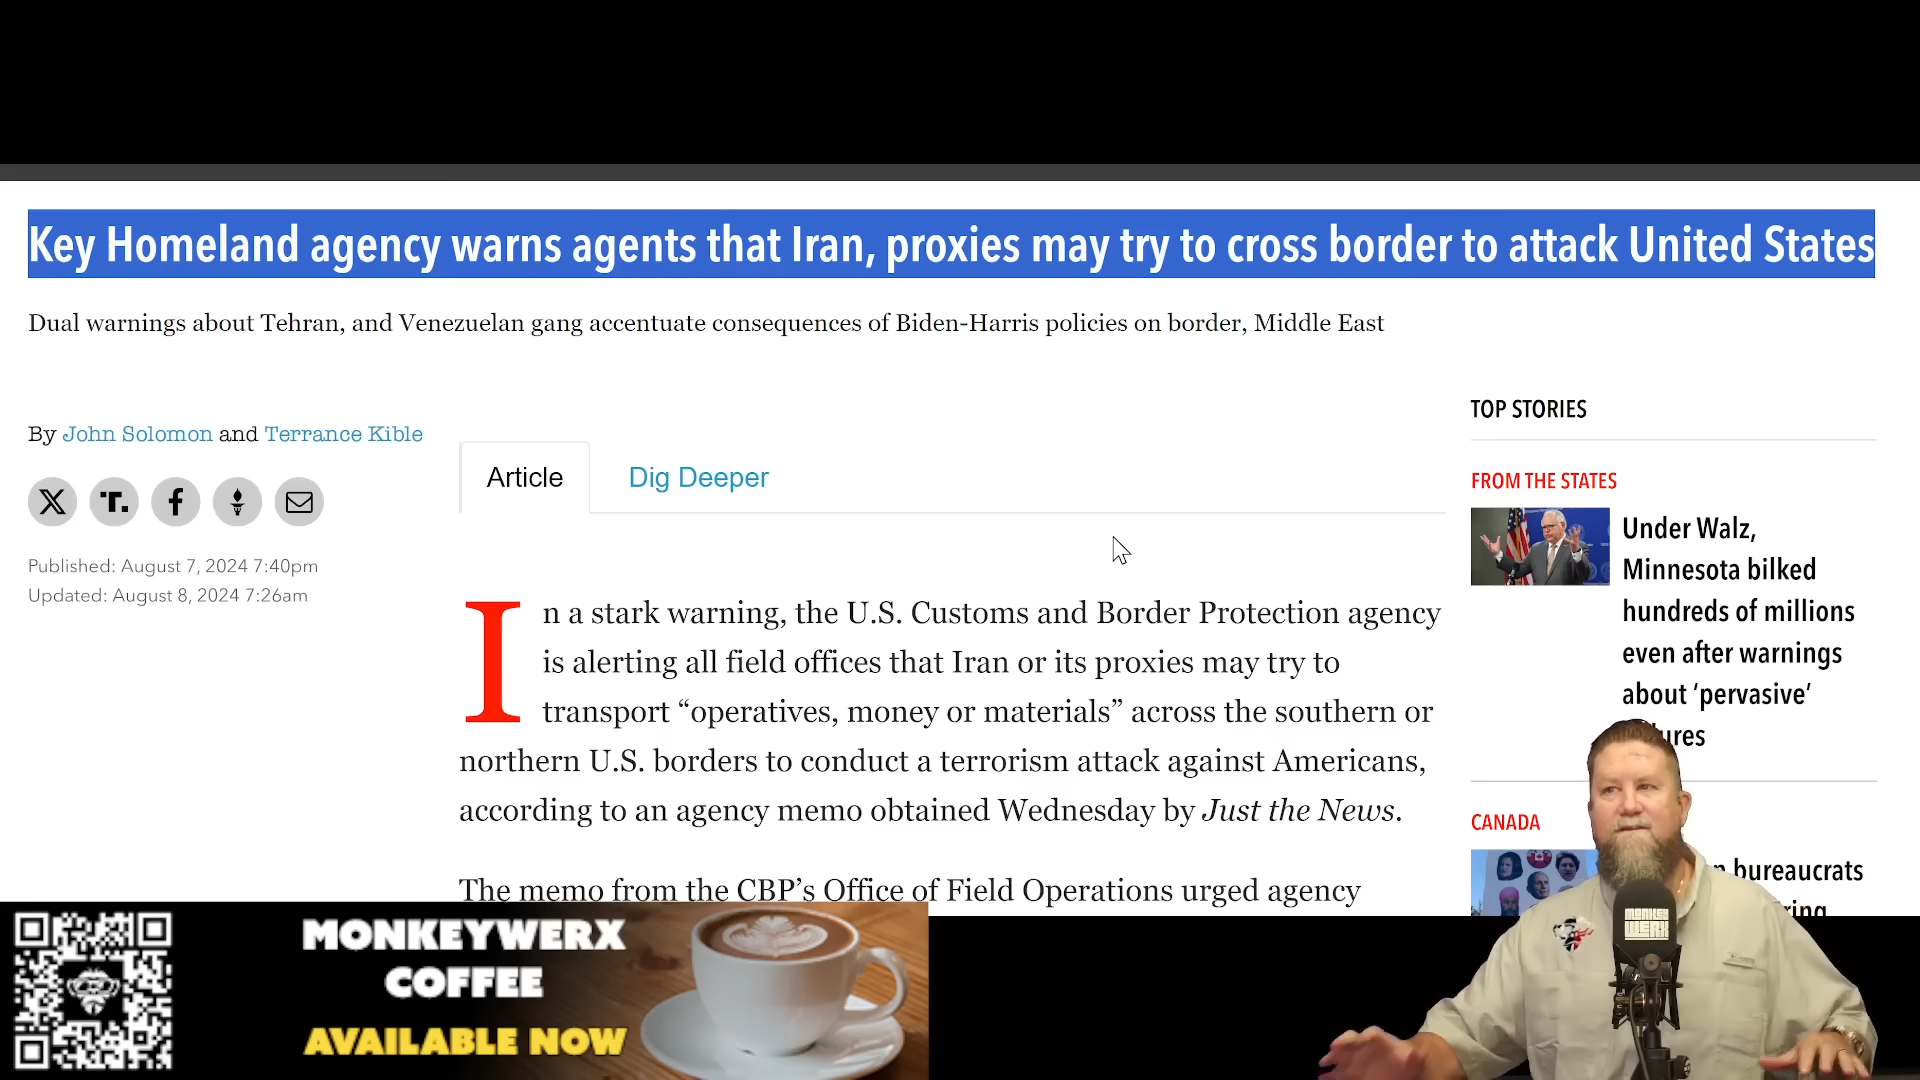 Key Homeland agency warns agents that Iran, proxies may try to cross border to attack United States
Dual warnings about Tehran, and Venezuelan gang accentuate consequences of Biden-Harris policies on border, Middle East
By John Solomon and Terrance Kible
Published: August 7, 2024 7:40pm
Updated: August 8, 2024 7:26am
Article
Dig Deeper
In a stark warning, the U.S. Customs and Border Protection agency
is alerting all field offices that Iran or its proxies may try to
transport “operatives, money or materials” across the southern or
northern U.S. borders to conduct a terrorism attack against Americans,
according to an agency memo obtained Wednesday by Just the News.
The memo from the CBP’s Office of Field Operations urged agency
TOP STORIES
FROM THE STATES
Under Walz,
Minnesota bilked
hundreds of millions
even after warnings
about ‘pervasive’
CANADA
bureaucrats
MONKEYWERX
COFFEE
AVAILABLE NOW
MONKEY
WERX